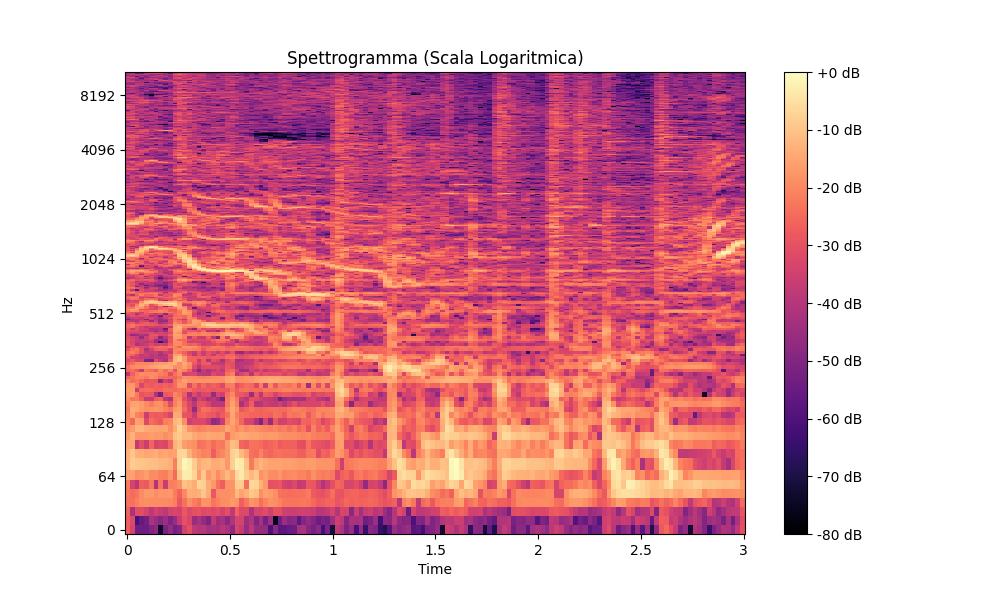 Spettrogramma (Scala Logaritmica)
Hz
8192
4096
2048
1024
512
256
128
64
0
0 0.5 1 1.5 2 2.5 3
Time
+0 dB
-10 dB
-20 dB
-30 dB
-40 dB
-50 dB
-60 dB
-70 dB
-80 dB